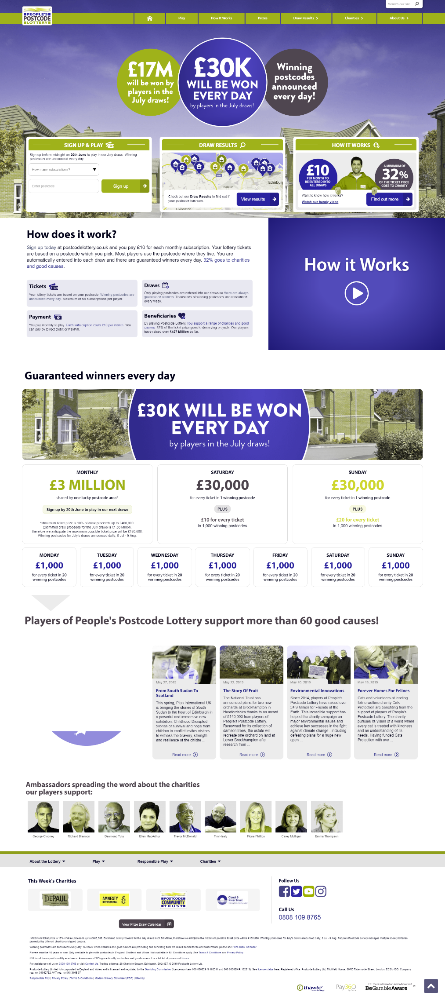 Search our site
PEOPLE'S
POSTCODE
LOTTERY
Play
How It Works
Prizes
Draw Results
Charities
About Us
£17M
will be won by
players in the
July draws!
£30K
WILL BE WON
EVERY DAY
by players in the July draws!
Winning
postcodes
announced
every day!
SIGN UP & PLAY
Sign up before midnight on 20th June to play in our July draws. Winning
postcodes are announced every day.
How many subscriptions?
Enter postcode
Sign up
DRAW RESULTS
M9
Ingliston
Edinburg
Livingston
Check out our Draw Results to find out if
your postcode has won.
View results
HOW IT WORKS
£10
PER MONTH TO
BE ENTERED INTO
ALL DRAWS
A MINIMUM OF
32%
OF THE TICKET PRICE
GOES TO CHARITY
Want to know how it works?
Watch our handy video
Find out more
How does it work?
Sign up today at postcodelottery.co.uk and you pay £10 for each monthly subscription. Your lottery tickets
are based on a postcode which you pick. Most players use the postcode where they live. You are
automatically entered into each draw and there are guaranteed winners every day. 32% goes to charities
and good causes.
Tickets
Your lottery tickets are based on your postcode. Winning postcodes are
announced every day. Maximum of six subscriptions per player.
Draws
Only playing postcodes are entered into our draws so there are always
guaranteed winners. Thousands of winning postcodes are announced
every week.
Payment
You pay monthly to play. Each subscription costs £10 per month. You
can pay by Direct Debit or PayPal.
Beneficiaries
By playing Postcode Lottery, you support a range of charities and good
causes. 32% of the ticket price goes to deserving projects. Our players
have raised over £427 Million so far.
How it Works
Guaranteed winners every day
£30K WILL BE WON
EVERY DAY
by players in the July draws!
MONTHLY
£3 MILLION
shared by one lucky postcode area*
Sign up by 20th June to play in our next draws
*Maximum ticket prize is 10% of draw proceeds up to £400,000.
Estimated draw proceeds for the July draws is £1.80 Million,
therefore we anticipate the maximum possible ticket prize will be £180,000.
Winning postcodes for July's draws announced daily; 6 Jul - 9 Aug.
SATURDAY
£30,000
for every ticket in 1 winning postcode
PLUS
£10 for every ticket
in 1,000 winning postcodes
SUNDAY
£30,000
for every ticket in 1 winning postcode
PLUS
£20 for every ticket
in 1,000 winning postcodes
MONDAY
£1,000
for every ticket in 20
winning postcodes
TUESDAY
£1,000
for every ticket in 20
winning postcodes
WEDNESDAY
£1,000
for every ticket in 20
winning postcodes
THURSDAY
£1,000
for every ticket in 20
winning postcodes
FRIDAY
£1,000
for every ticket in 20
winning postcodes
SATURDAY
£1,000
for every ticket in 20
winning postcodes
SUNDAY
£1,000
for every ticket in 20
winning postcodes
Players of People's Postcode Lottery support more than 60 good causes!
May 27, 2019
From South Sudan To
Scotland
This spring, Plan International UK
is bringing the stories of South
Sudan to the heart of Edinburgh in
a powerful and immersive new
exhibition. Childhood Disrupted:
Stories of survival and hope from
children in conflict invites visitors
to witness the bravery, strength
and resilience of the childre ...
Read more
May 22, 2019
The Story Of Fruit
The National Trust has
announced plans for two new
orchards at Brockhampton in
Herefordshire thanks to an award
of £140,000 from players of
People's Postcode Lottery.
Renowned for its collection of
damson trees, the estate will
recreate one orchard on land at
Lower Brockhampton after
research from ...
Read more
May 20, 2019
Environmental Innovations
Since 2014, players of People's
Postcode Lottery have raised over
£4.9 Million for Friends of the
Earth. This incredible support has
helped the charity campaign on
major environmental issues and
achieve key successes in the fight
against climate change - including
defeating plans for a huge new
open ...
Read more
May 13, 2019
Forever Homes For Felines
Cats and volunteers at leading
feline welfare charity Cats
Protection are benefiting from the
support of players of People's
Postcode Lottery. The charity
pursues its vision of a world where
every cat is treated with kindness
and an understanding of its
needs. Having funded Cats
Protection with ove ...
Read more
Ambassadors spreading the word about the charities
our players support:
George Clooney
Richard Branson
Desmond Tutu
Ellen MacArthur
Trevor McDonald
Tim Healy
Fiona Phillips
Carey Mulligan
Emma Thompson
About the Lottery
Play
Responsible Play
Charities
This Week's Charities
DEPAUL
AMNESTY
INTERNATIONAL
POSTCODE
COMMUNITY
TRUST
Canal &
River Trust
View Prize Draw Calendar
Follow Us
Call Us
0808 109 8765
*Maximum ticket prize is 10% of draw proceeds up to £400,000. Estimated draw proceeds for the July draws is £1.80 Million, therefore we anticipate the maximum possible ticket prize will be £180,000. Winning postcodes for July's draws announced daily: 6 Jul - 9 Aug. People's Postcode Lottery manages multiple society lotteries
promoted by different charities and good causes.
Winning postcodes are announced every day. To check which charities and good causes are promoting and benefiting from the draws behind these announcements, please see Prize Draw Calendar.
Players must be 16 years or over. Only available to play with postcodes in England, Scotland and Wales. Not available in NI. Conditions apply. See Terms & Conditions and Privacy Policy.
£10 for all draws paid monthly in advance. A minimum of 32% goes directly to charities and good causes. For a full list of prizes visit Prizes.
For assistance call us on 0808 109 8765 or visit Contact Us. Trading address: 28 Charlotte Square, Edinburgh, EH2 4ET. © 2019 Postcode Lottery Ltd.
Postcode Lottery Limited is incorporated in England and Wales and is licensed and regulated by the Gambling Commission (licence numbers 000-000829-N-102511 and 000-000829-R-102513). See licence status here. Registered office: Postcode Lottery Ltd, Titchfield House, 69/85 Tabernacle Street, London, EC2A 4BD. Company
reg. no. 04862732. VAT reg. no 848 3165 07.
Responsible Play | Privacy Policy | Terms & Conditions | Modern Slavery Statement (PDF) | Sitemap
thawte
Pay360
by Capita
For more information and advice visit
BeGambleAware